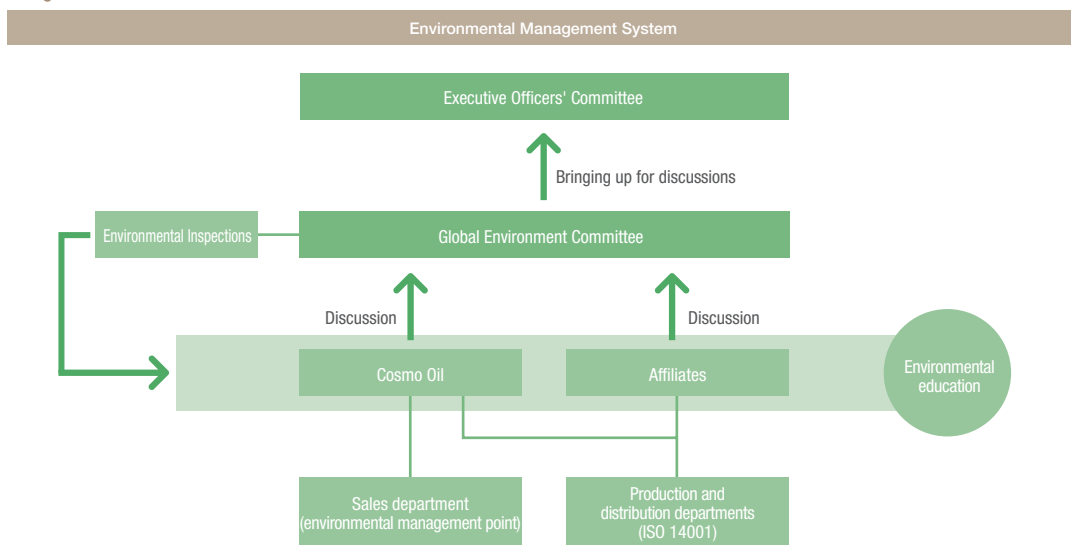 Environmental Management System
Executive Officers' Committee
Bringing up for discussions
Environmental Inspections
Global Environment Committee
Discussion
Discussion
Cosmo Oil
Affiliates
Environmental
education
Sales department
(environmental management point)
Production and
distribution departments
(ISO 14001)